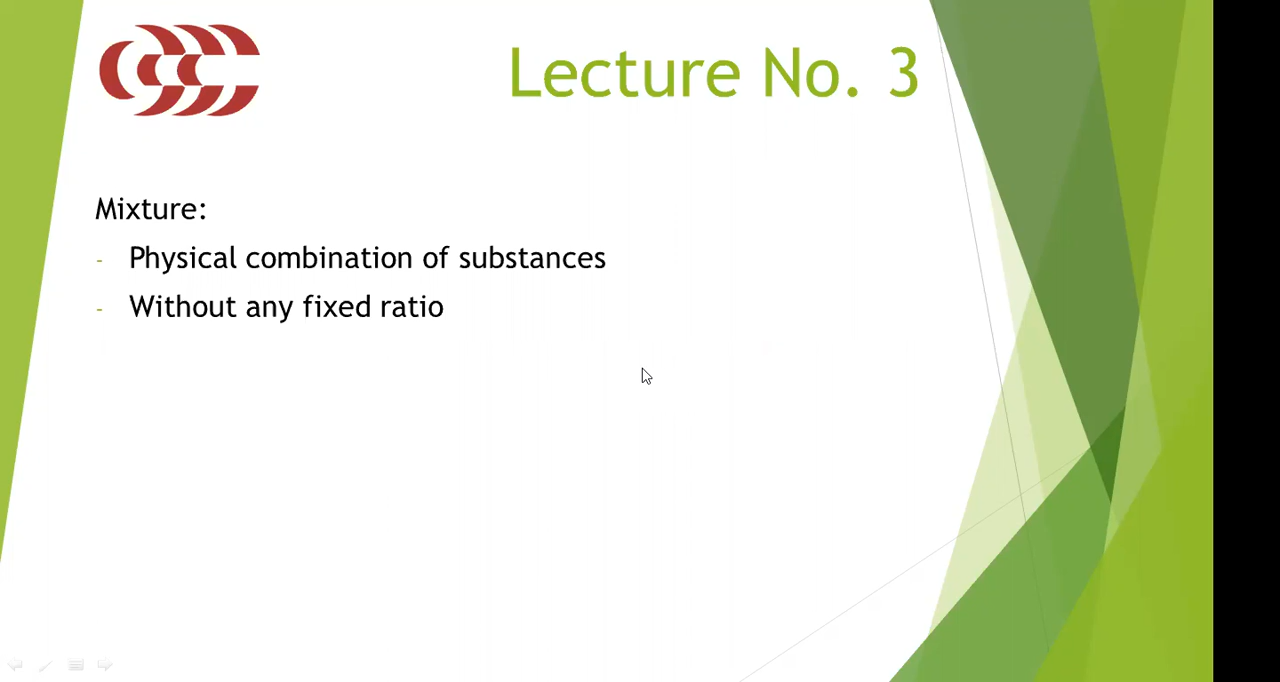 Lecture No. 3
Mixture:
- Physical combination of substances
- Without any fixed ratio